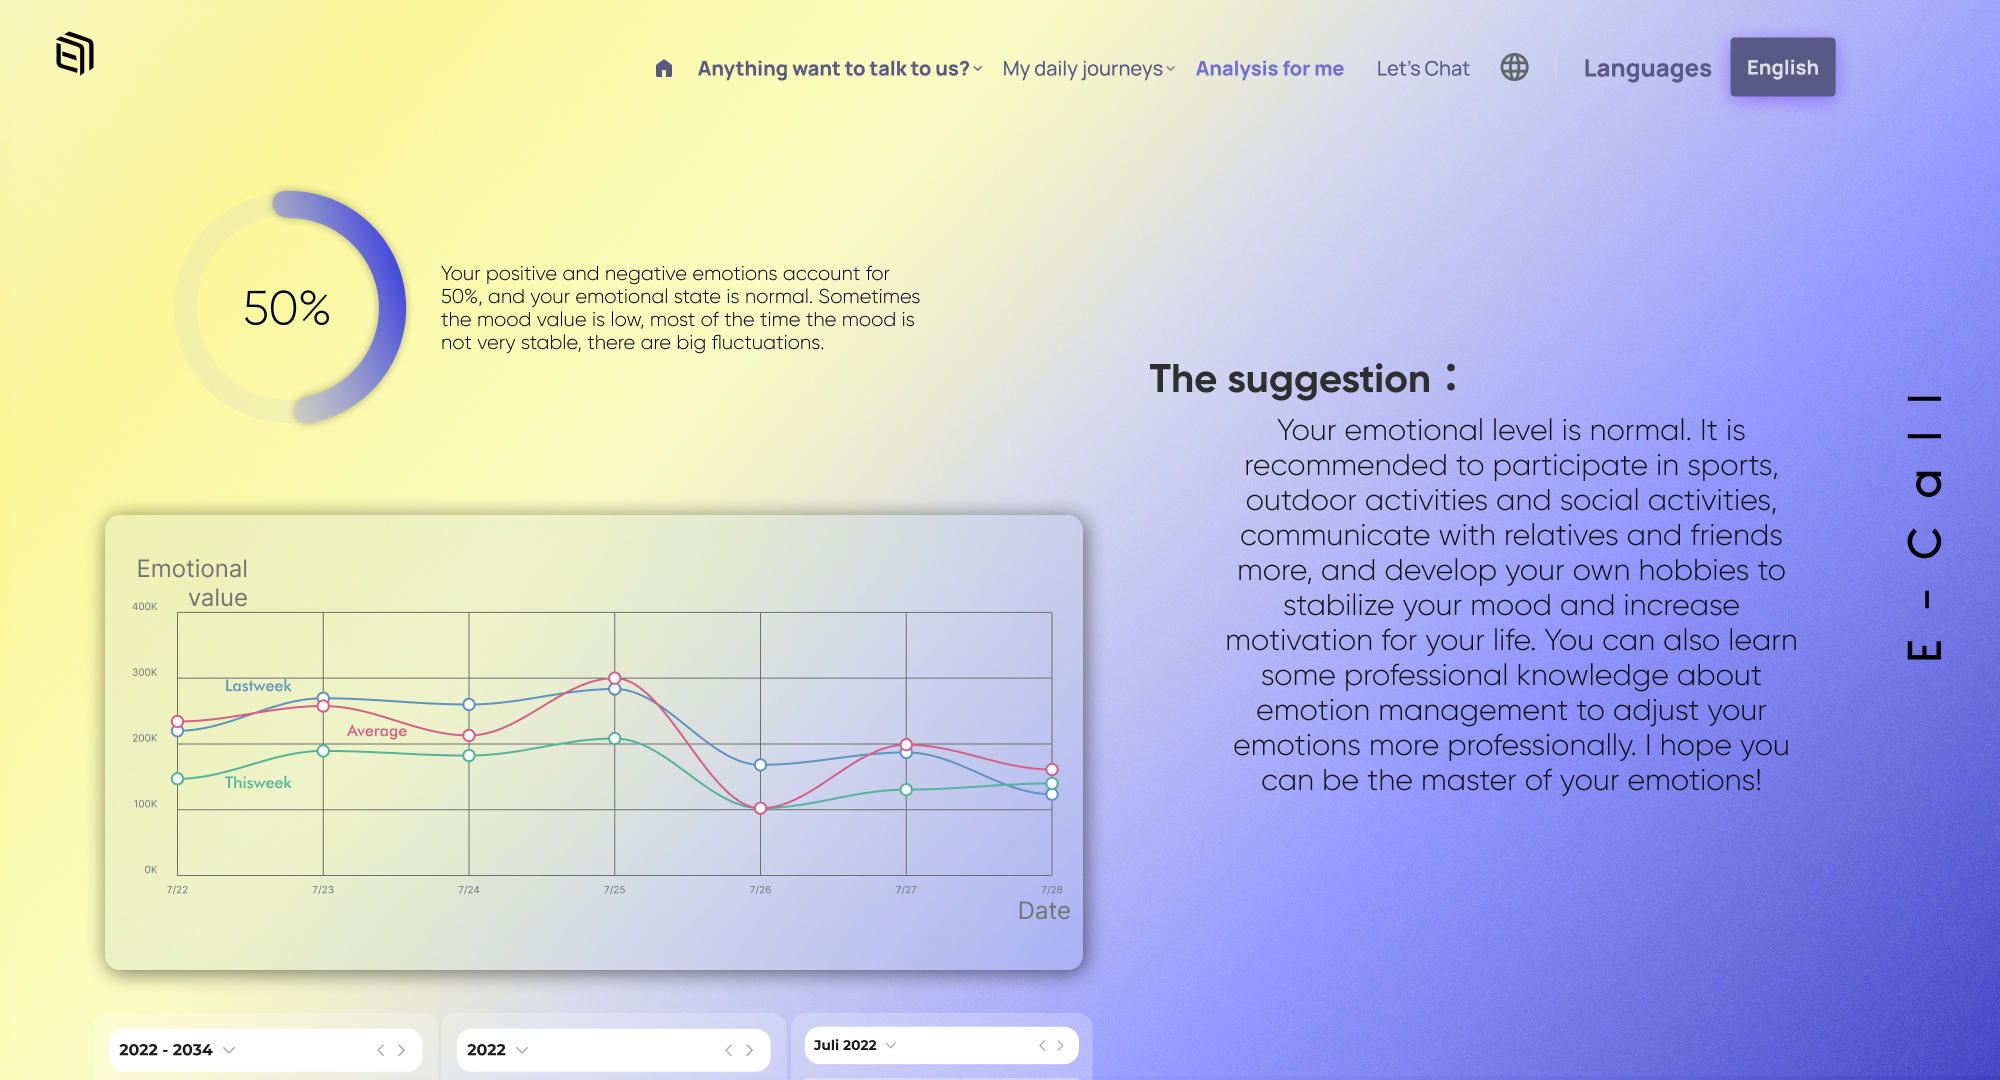 Anything want to talk to us? My daily journeys Analysis for me Let's Chat Languages English
50%
Your positive and negative emotions account for
50%, and your emotional state is normal. Sometimes
the mood value is low, most of the time the mood is
not very stable, there are big fluctuations.
The suggestion：
Your emotional level is normal. It is
recommended to participate in sports,
outdoor activities and social activities,
communicate with relatives and friends
more, and develop your own hobbies to
stabilize your mood and increase
motivation for your life. You can also learn
some professional knowledge about
emotion management to adjust your
emotions more professionally. I hope you
can be the master of your emotions!
E-Call
Emotional
value
400K
300K
200K
100K
0K
Lastweek
Average
Thisweek
7/22 7/23 7/24 7/25 7/26 7/27 7/28
Date
2022 - 2034
2022
Juli 2022